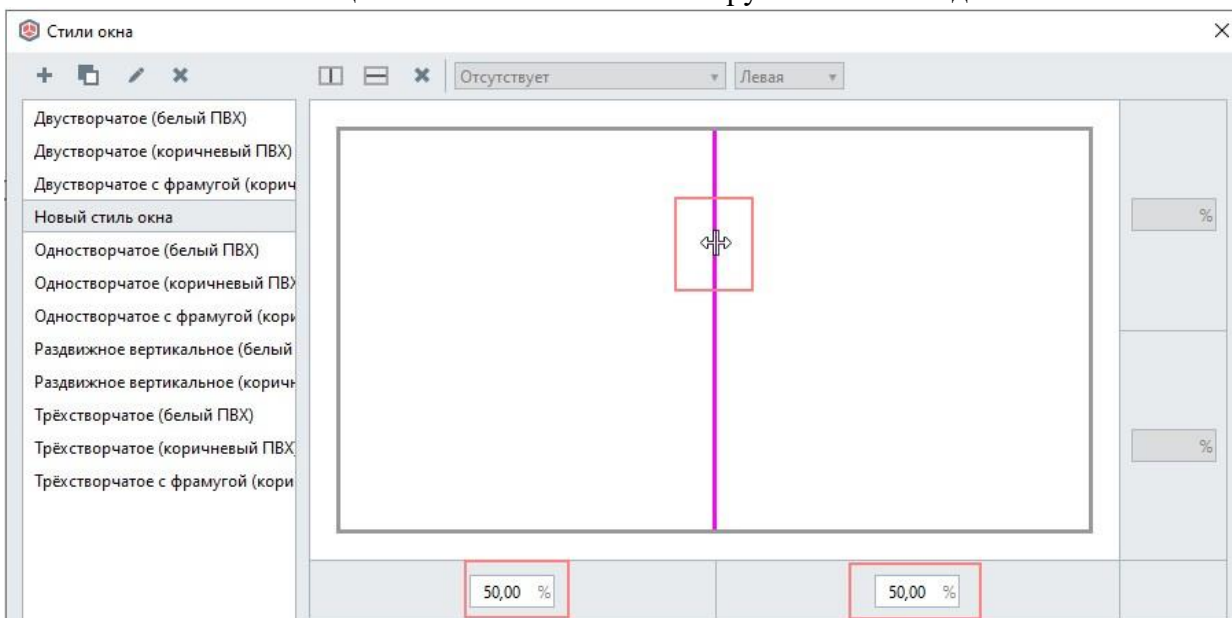 Стили окна
Отсутствует
Левая
Двустворчатое (белый ПВХ)
Двустворчатое (коричневый ПВХ)
Двустворчатое с фрамугой (корич
Новый стиль окна
%
Одностворчатое (белый ПВХ)
Одностворчатое (коричневый ПВХ
Одностворчатое с фрамугой (кори
Раздвижное вертикальное (белый
Раздвижное вертикальное (коричн
Трёхстворчатое (белый ПВХ)
Трёхстворчатое (коричневый ПВХ)
%
Трёхстворчатое с фрамугой (кори
50,00 %
50,00 %